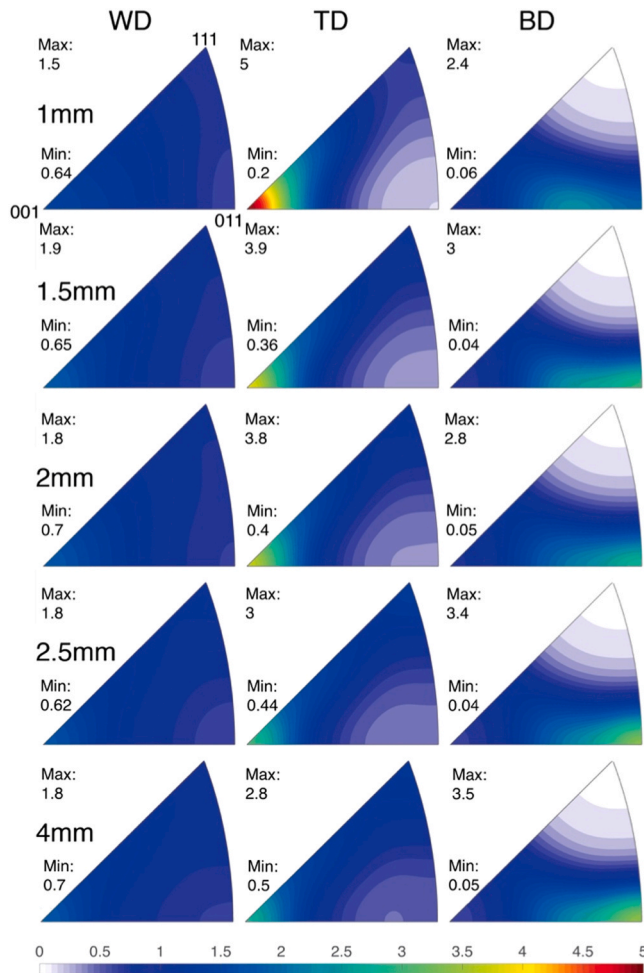 WD TD BD
Max: 111 Max: Max:
1.5 5 2.4
1mm
Min: Min: Min:
0.64 0.2 0.06
001 011
Max: Max: Max:
1.9 3.9 3
1.5mm
Min: Min: Min:
0.65 0.36 0.04
Max: Max: Max:
1.8 3.8 2.8
2mm
Min: Min: Min:
0.7 0.4 0.05
Max: Max: Max:
1.8 3 3.4
2.5mm
Min: Min: Min:
0.62 0.44 0.04
Max: Max: Max:
1.8 2.8 3.5
4mm
Min: Min: Min:
0.7 0.5 0.05
0 0.5 1 1.5 2 2.5 3 3.5 4 4.5 5